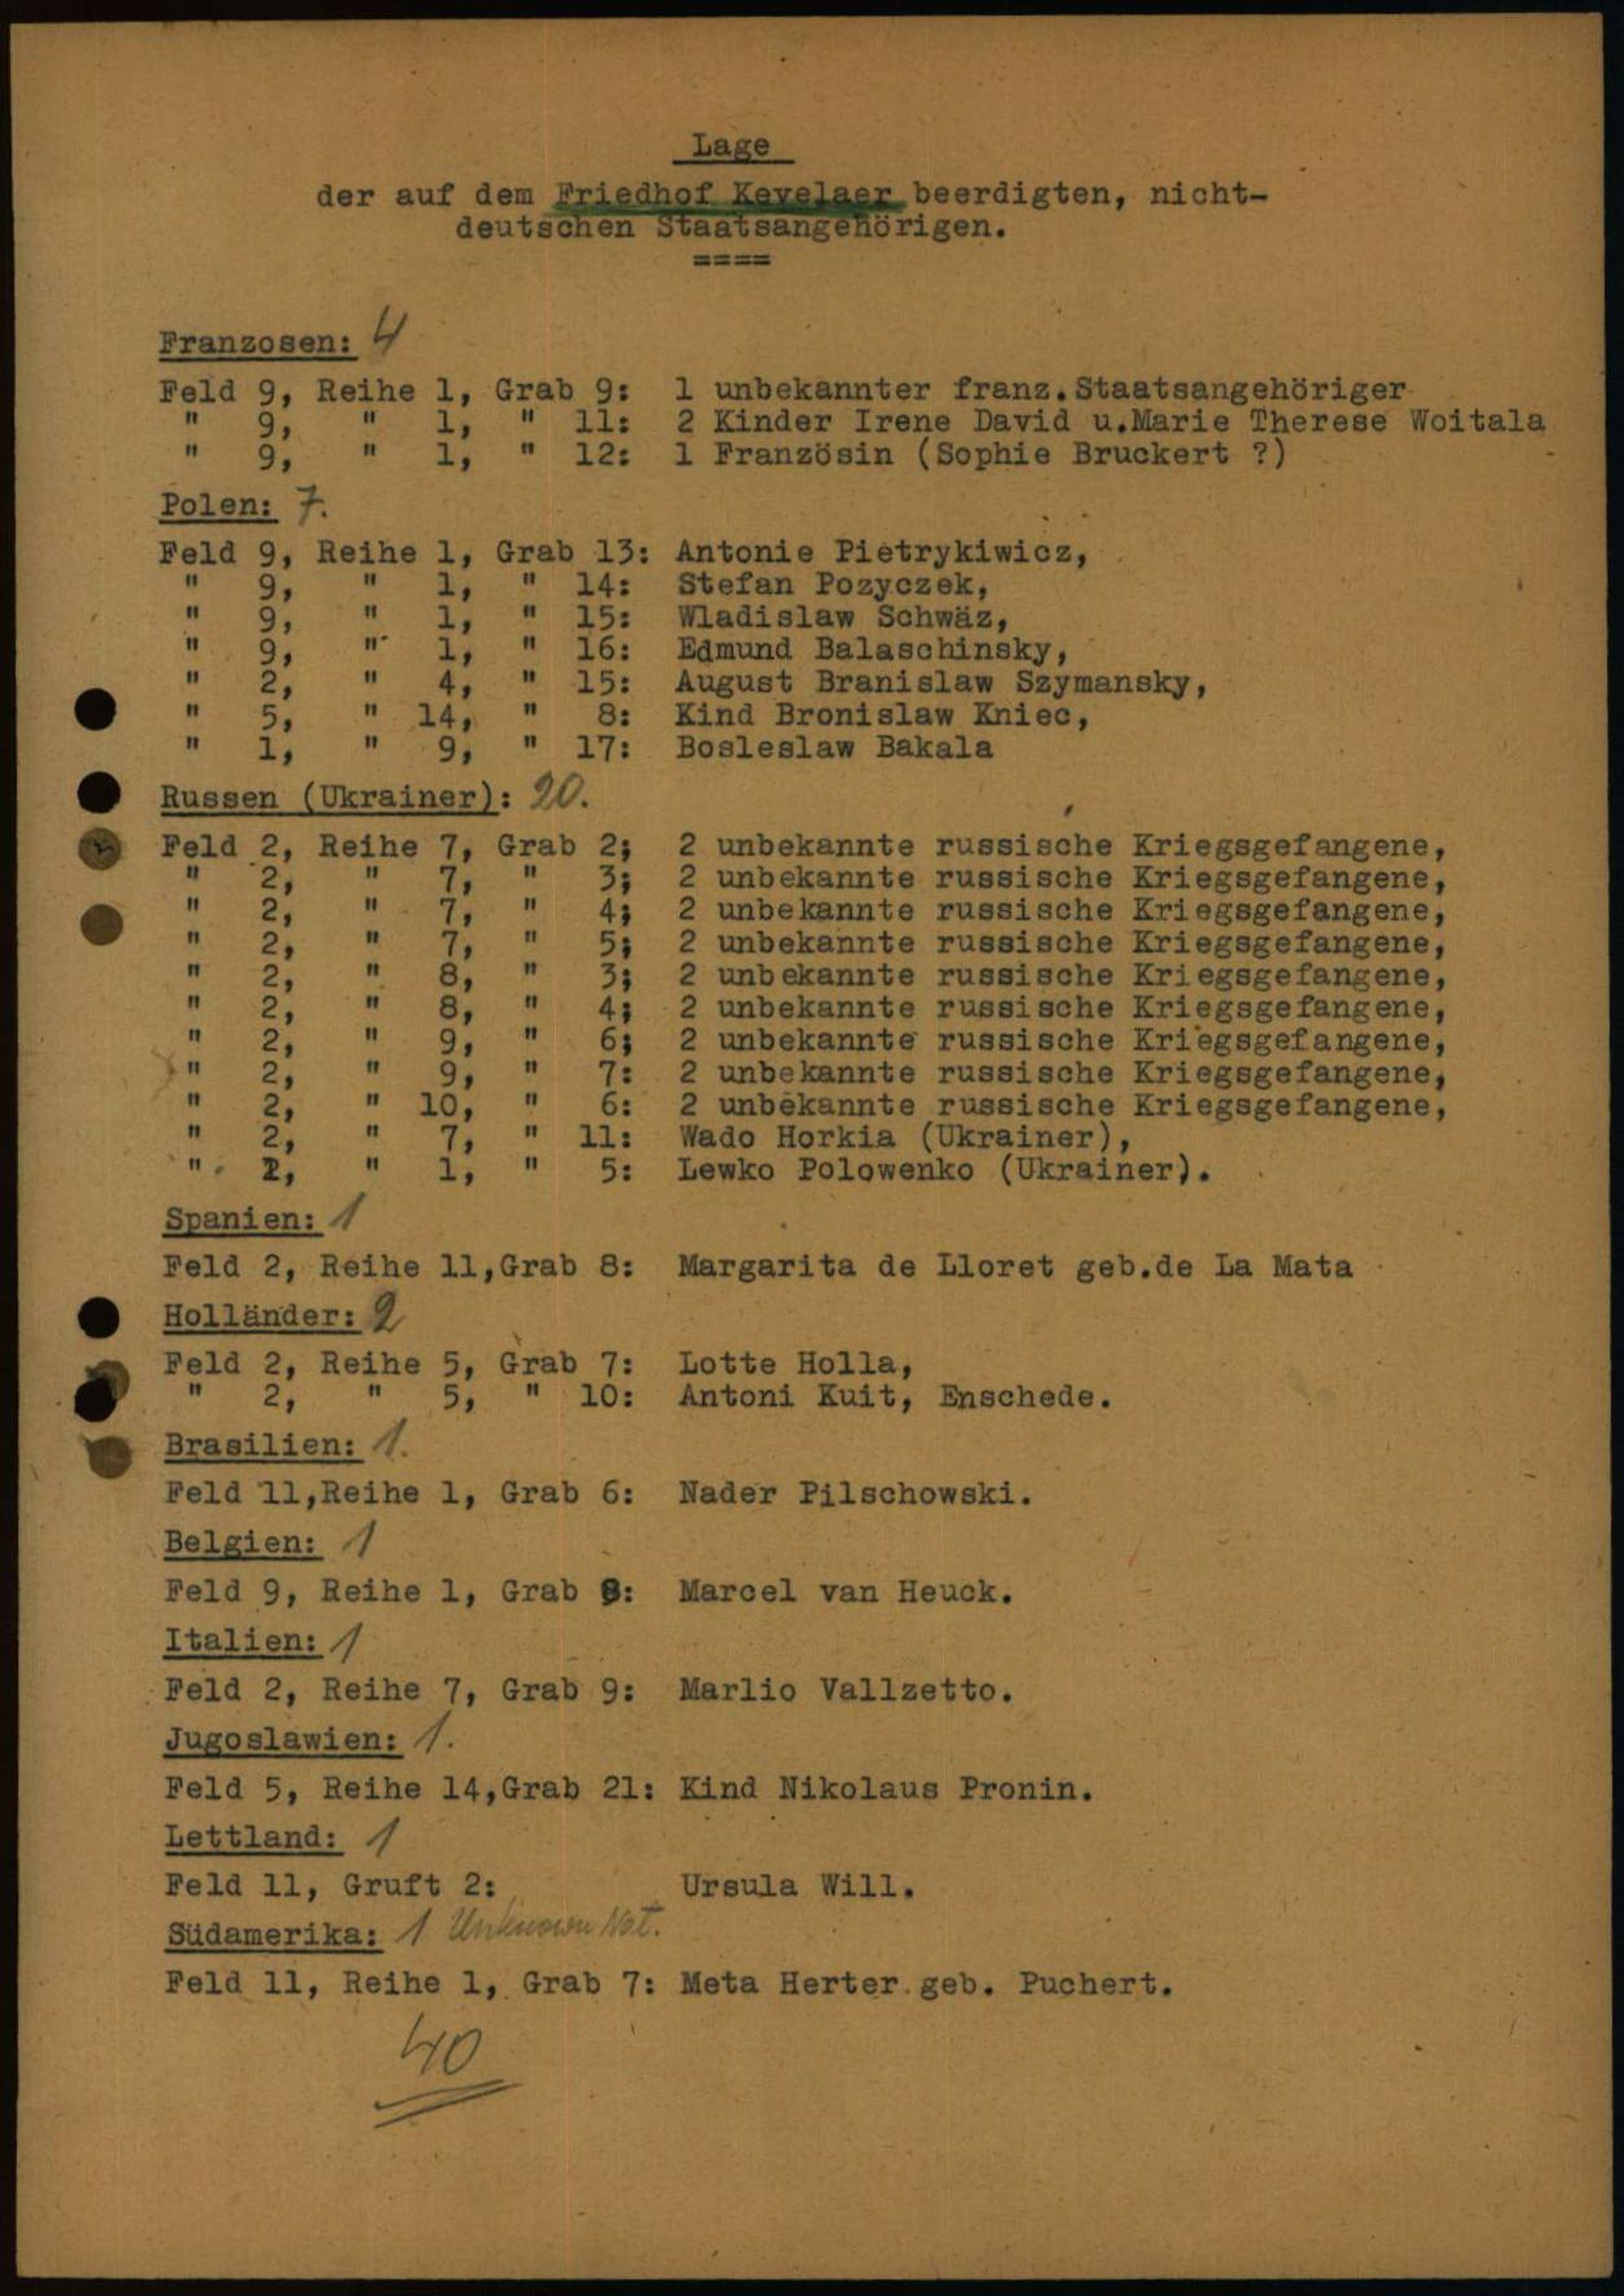 Lage
der auf dem Friedhof Kevelaer beerdigten, nicht-
deutschen Staatsangehörigen.
====
Franzosen: 4
Feld 9, Reihe 1, Grab 9: 1 unbekannter franz.Staatsangehöriger
" 9, " 1, " 11: 2 Kinder Irene David u.Marie Therese Woitala
" 9, " 1, " 12: 1 Französin (Sophie Bruckert ?)
Polen: 7.
Feld 9, Reihe 1, Grab 13: Antonie Pietrykiwicz,
" 9, " 1, " 14: Stefan Pozyczek,
" 9, " 1, " 15: Wladislaw Schwäz,
" 9, " 1, " 16: Edmund Balaschinsky,
" 2, " 4, " 15: August Branislaw Szymansky,
" 5, " 14, " 8: Kind Bronislaw Kniec,
" 1, " 9, " 17: Bosleslaw Bakala
Russen (Ukrainer): 20.
Feld 2, Reihe 7, Grab 2; 2 unbekannte russische Kriegsgefangene,
" 2, " 7, " 3; 2 unbekannte russische Kriegsgefangene,
" 2, " 7, " 4; 2 unbekannte russische Kriegsgefangene,
" 2, " 7, " 5; 2 unbekannte russische Kriegsgefangene,
" 2, " 8, " 3; 2 unbekannte russische Kriegsgefangene,
" 2, " 8, " 4; 2 unbekannte russische Kriegsgefangene,
" 2, " 9, " 6; 2 unbekannte russische Kriegsgefangene,
" 2, " 9, " 7: 2 unbekannte russische Kriegsgefangene,
" 2, " 10, " 6: 2 unbekannte russische Kriegsgefangene,
" 2, " 7, " 11: Wado Horkia (Ukrainer),
" , " 1, " 5: Lewko Polowenko (Ukrainer).
Spanien: 1
Feld 2, Reihe 11,Grab 8: Margarita de Lloret geb.de La Mata
Holländer: 2
Feld 2, Reihe 5, Grab 7: Lotte Holla,
" 2, " 5, " 10: Antoni Kuit, Enschede.
Brasilien: 1.
Feld 11,Reihe 1, Grab 6: Nader Pilschowski.
Belgien: 1
Feld 9, Reihe 1, Grab 8: Marcel van Heuck.
Italien: 1
Feld 2, Reihe 7, Grab 9: Marlio Vallzetto.
Jugoslawien: 1.
Feld 5, Reihe 14,Grab 21: Kind Nikolaus Pronin.
Lettland: 1
Feld 11, Gruft 2: Ursula Will.
Südamerika: 1 Unknown Nat.
Feld 11, Reihe 1, Grab 7: Meta Herter geb. Puchert.
40